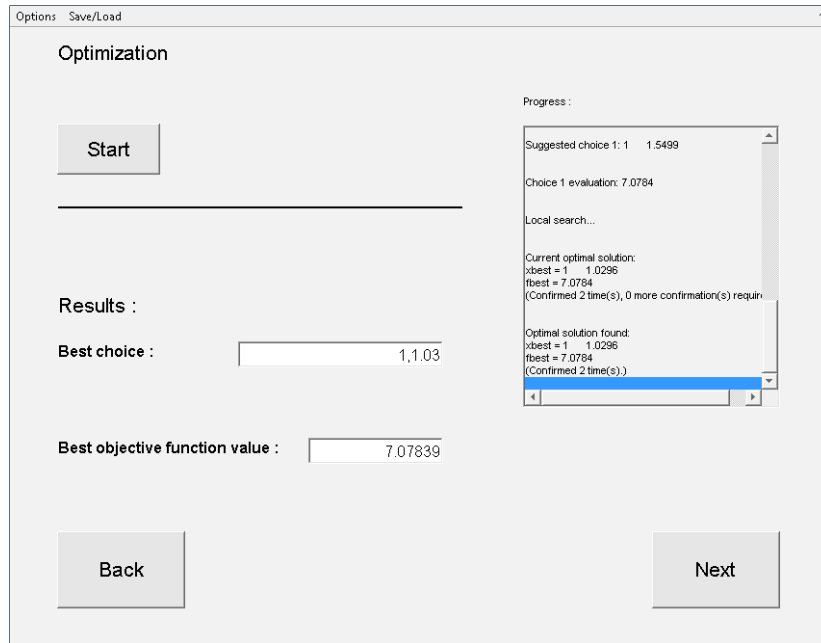 Options Save/Load
Optimization
Start
Results :
Best choice :
1,1.03
Best objective function value :
7.07839
Back
Progress :
Suggested choice 1: 1 1.5499
Choice 1 evaluation: 7.0784
Local search...
Current optimal solution:
xbest = 1 1.0296
fbest = 7.0784
(Confirmed 2 time(s), 0 more confirmation(s) require
Optimal solution found:
xbest = 1 1.0296
fbest = 7.0784
(Confirmed 2 time(s).)
Next